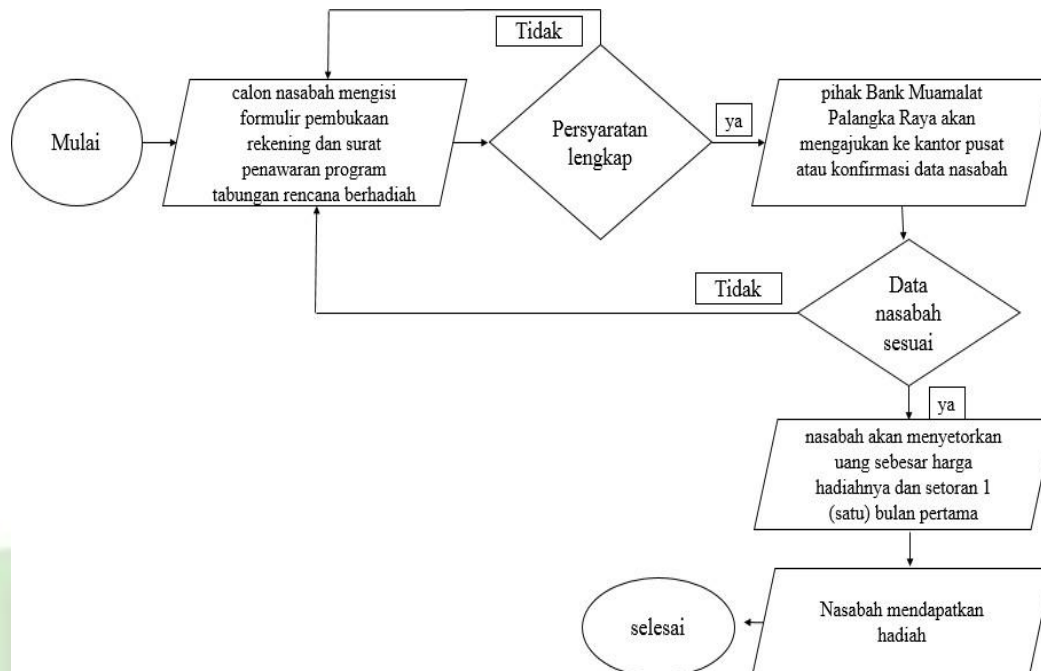 Tidak
Mulai
calon nasabah mengisi
formulir pembukaan
rekening dan surat
penawaran program
tabungan rencana berhadiah
Persyaratan
lengkap
ya
pihak Bank Muamalat
Palangka Raya akan
mengajukan ke kantor pusat
atau konfirmasi data nasabah
Tidak
Data
nasabah
sesuai
ya
nasabah akan menyetorkan
uang sebesar harga
hadiahnya dan setoran 1
(satu) bulan pertama
Nasabah mendapatkan
hadiah
selesai